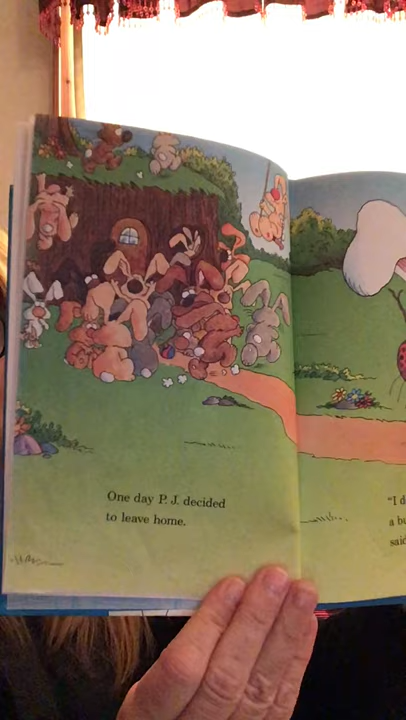 One day P. J. decided
to leave home.
"I d
a bu
said